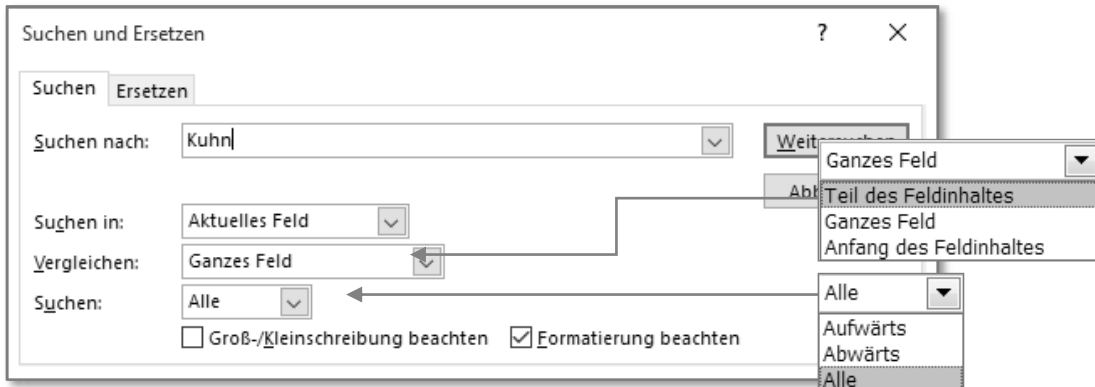 Suchen und Ersetzen ?
Suchen Ersetzen
Suchen nach: Kuhn
Ganzes Feld
Teil des Feldinhaltes
Ganzes Feld
Anfang des Feldinhaltes
Suchen in: Aktuelles Feld
Vergleichen: Ganzes Feld
Suchen: Alle
Groß-/Kleinschreibung beachten Formatierung beachten
Alle
Aufwärts
Abwärts
Alle